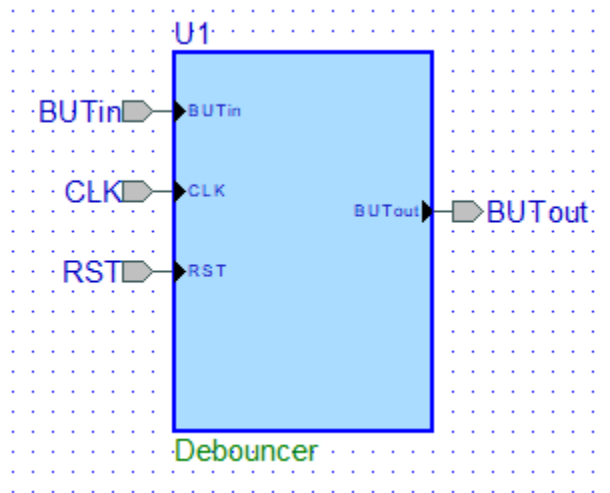 U1
BUTin
BUTin
CLK
CLK
BUTout
BUTout
RST
RST
Debouncer